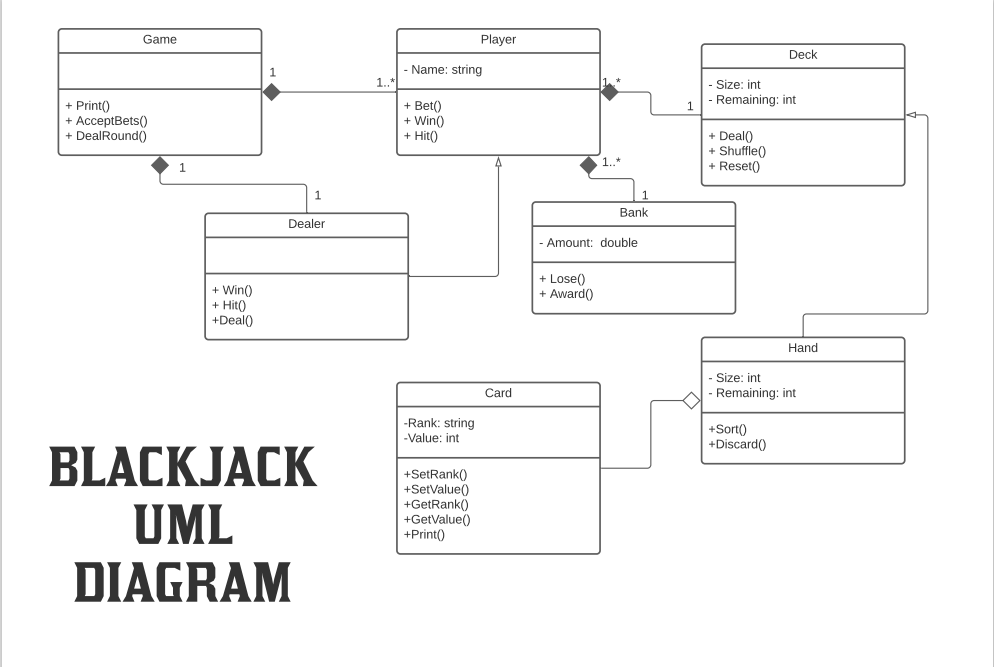 Game
+ Print()
+ AcceptBets()
+ DealRound()
1
1..*
Player
- Name: string
+ Bet()
+ Win()
+ Hit()
1..*
1
Deck
- Size: int
- Remaining: int
+ Deal()
+ Shuffle()
+ Reset()
1
1
Dealer
+ Win()
+ Hit()
+Deal()
1..*
1
Bank
- Amount:  double
+ Lose()
+ Award()
Hand
- Size: int
- Remaining: int
+Sort()
+Discard()
Card
-Rank: string
-Value: int
+SetRank()
+SetValue()
+GetRank()
+GetValue()
+Print()
BLACKJACK
UML
DIAGRAM